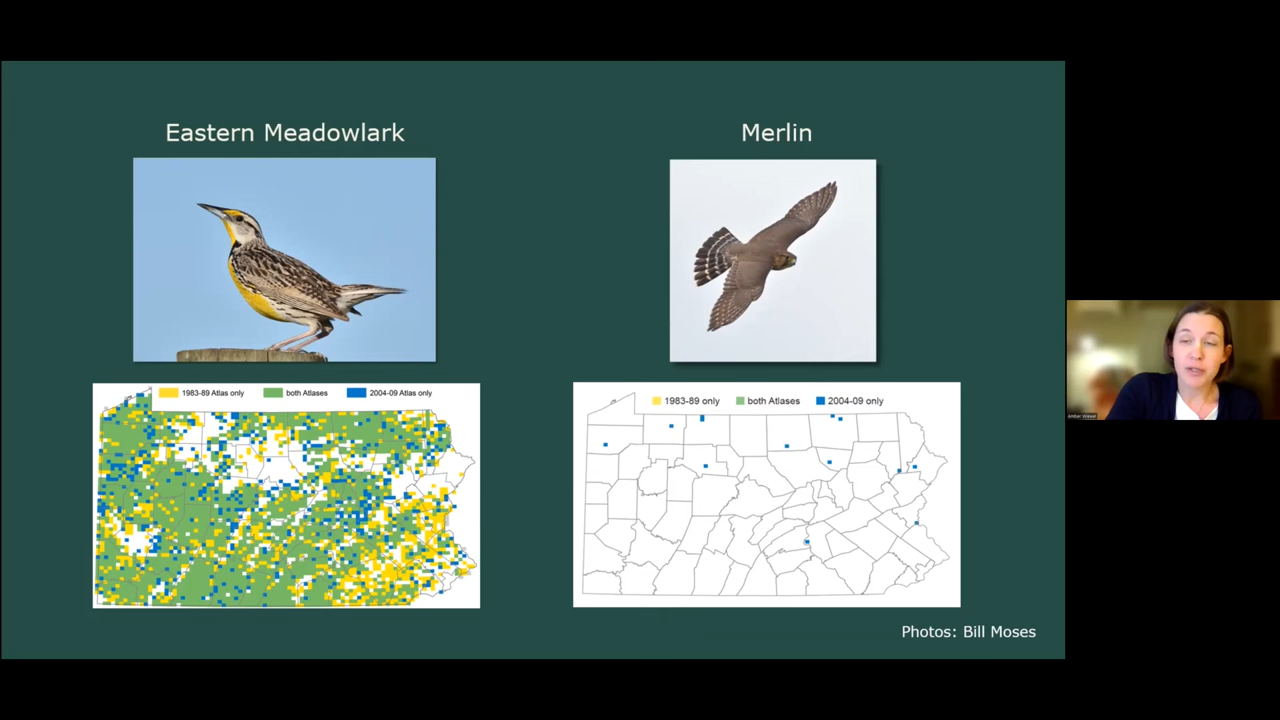 Eastern Meadowlark
Merlin
1983-89 Atlas only
both Atlases
2004-09 Atlas only
1983-89 only
both Atlases
2004-09 only
Photos: Bill Moses